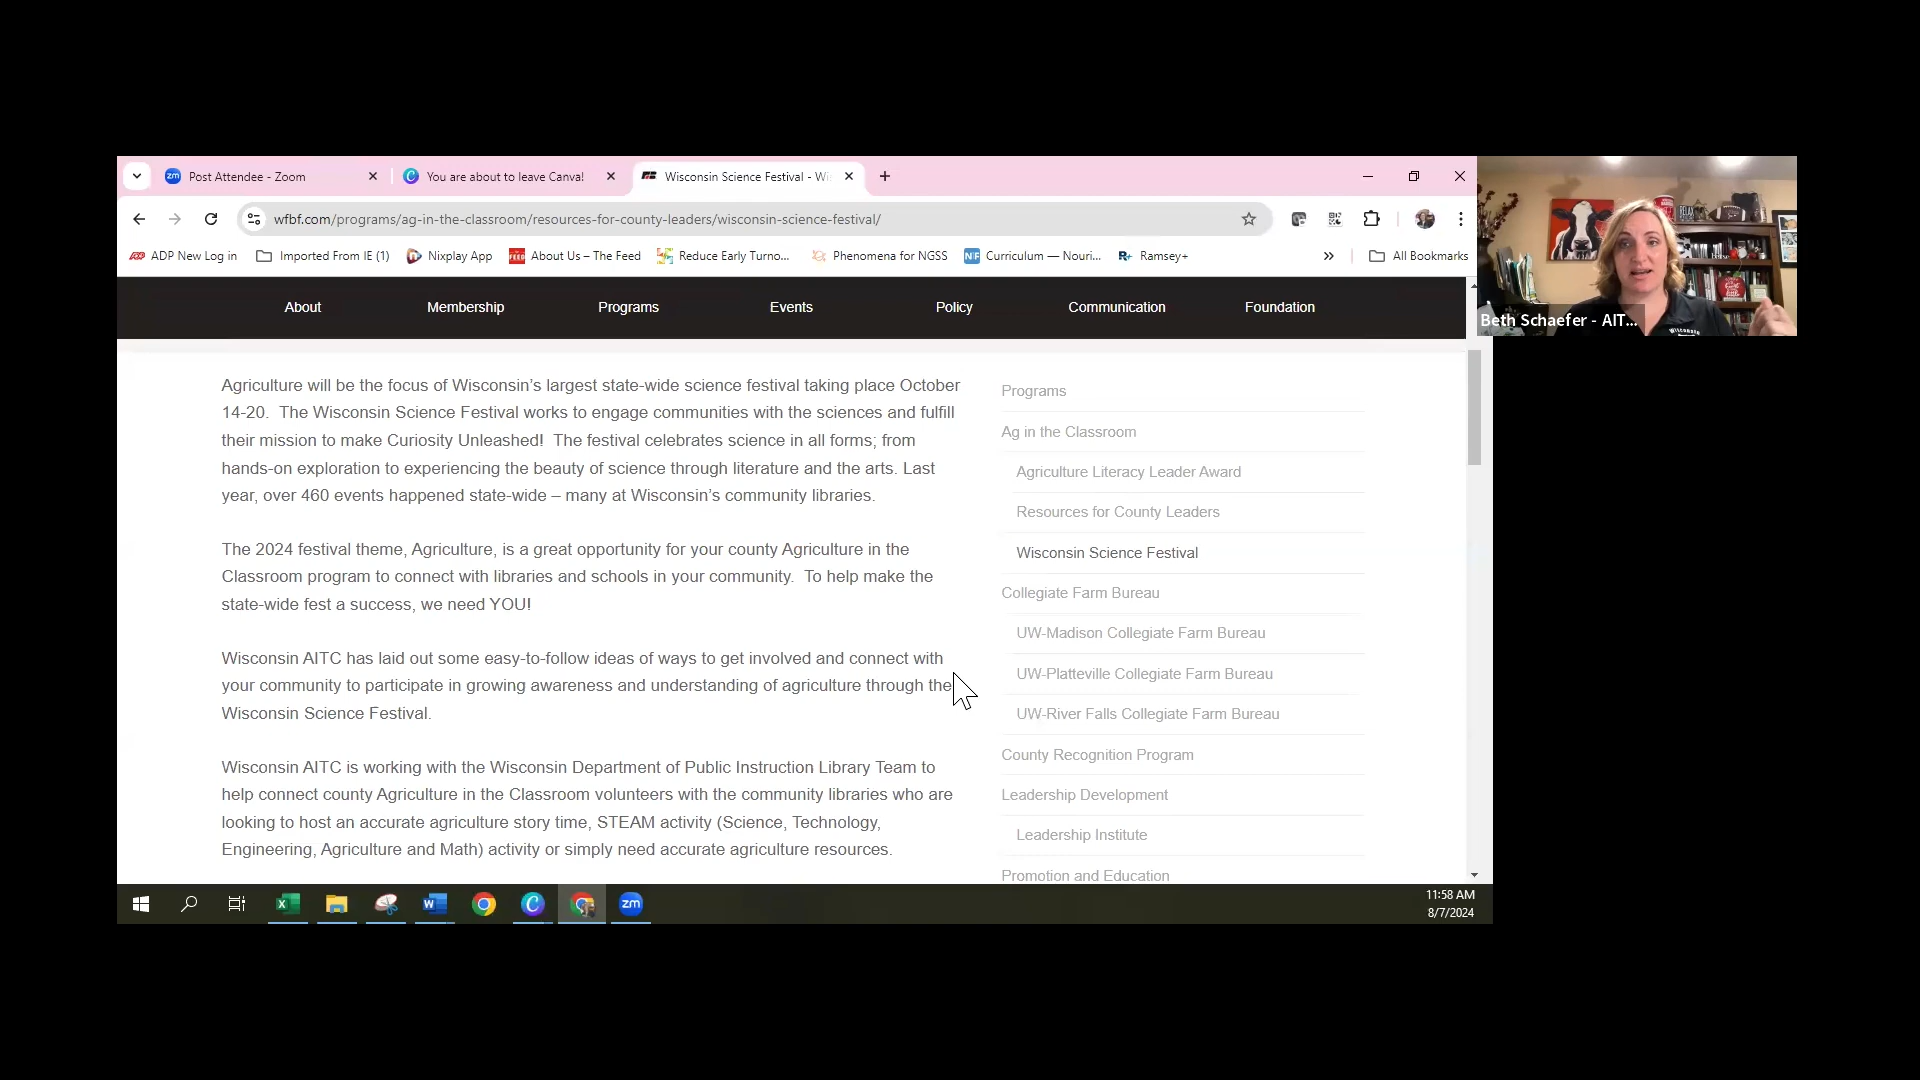 Post Attendee - Zoom
You are about to leave Canva!
Wisconsin Science Festival - Wi
wfbf.com/programs/ag-in-the-classroom/resources-for-county-leaders/wisconsin-science-festival/
ADP New Log in
Imported From IE (1)
Nixplay App
About Us – The Feed
Reduce Early Turno...
Phenomena for NGSS
Curriculum — Nouri...
Ramsey+
All Bookmarks
About
Membership
Programs
Events
Policy
Communication
Foundation
Beth Schaefer - AIT...
Agriculture will be the focus of Wisconsin’s largest state-wide science festival taking place October
14-20.  The Wisconsin Science Festival works to engage communities with the sciences and fulfill
their mission to make Curiosity Unleashed!  The festival celebrates science in all forms; from
hands-on exploration to experiencing the beauty of science through literature and the arts. Last
year, over 460 events happened state-wide – many at Wisconsin’s community libraries.
The 2024 festival theme, Agriculture, is a great opportunity for your county Agriculture in the
Classroom program to connect with libraries and schools in your community.  To help make the
state-wide fest a success, we need YOU!
Wisconsin AITC has laid out some easy-to-follow ideas of ways to get involved and connect with
your community to participate in growing awareness and understanding of agriculture through the
Wisconsin Science Festival.
Wisconsin AITC is working with the Wisconsin Department of Public Instruction Library Team to
help connect county Agriculture in the Classroom volunteers with the community libraries who are
looking to host an accurate agriculture story time, STEAM activity (Science, Technology,
Engineering, Agriculture and Math) activity or simply need accurate agriculture resources.
Programs
Ag in the Classroom
Agriculture Literacy Leader Award
Resources for County Leaders
Wisconsin Science Festival
Collegiate Farm Bureau
UW-Madison Collegiate Farm Bureau
UW-Platteville Collegiate Farm Bureau
UW-River Falls Collegiate Farm Bureau
County Recognition Program
Leadership Development
Leadership Institute
Promotion and Education
11:58 AM
8/7/2024